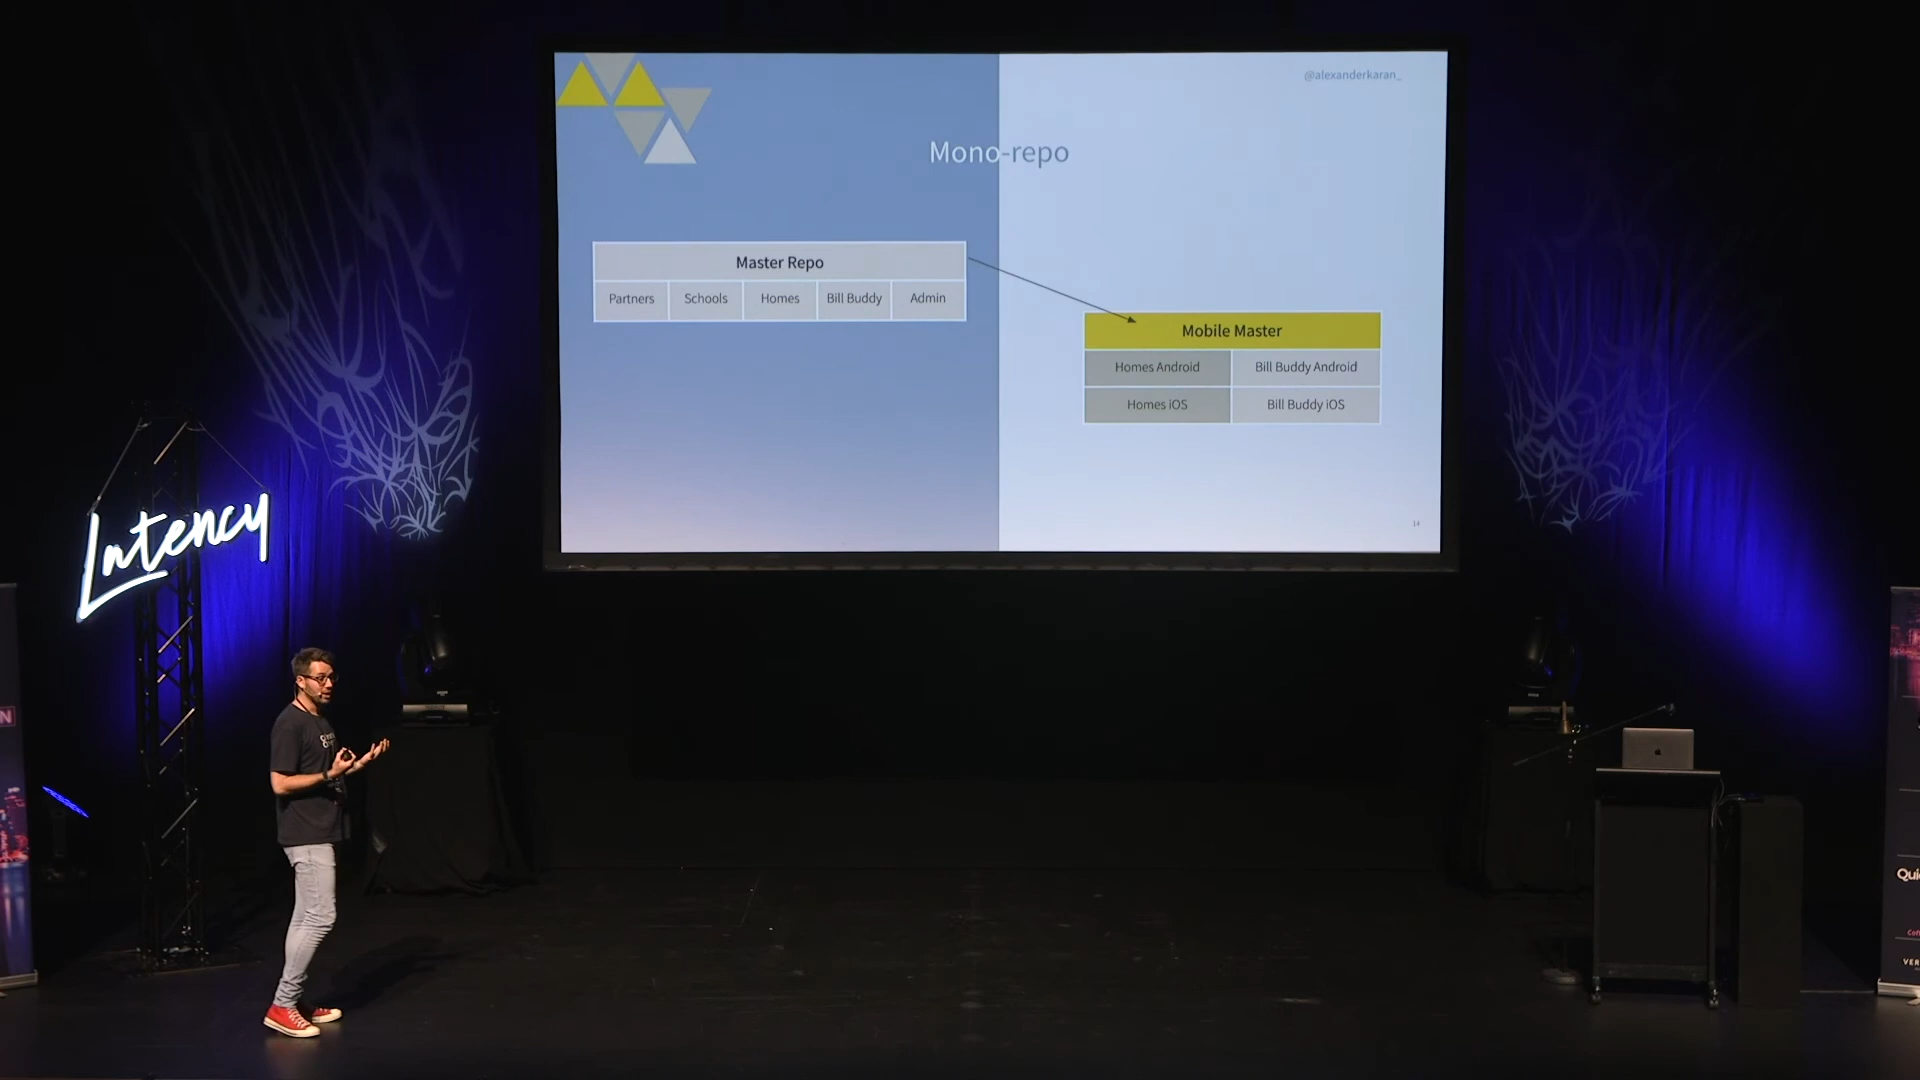 @alexanderkaran_
Mono-repo
Master Repo
Partners Schools Homes Bill Buddy Admin
Mobile Master
Homes Android Bill Buddy Android
Homes iOS Bill Buddy iOS
14
Latency
N